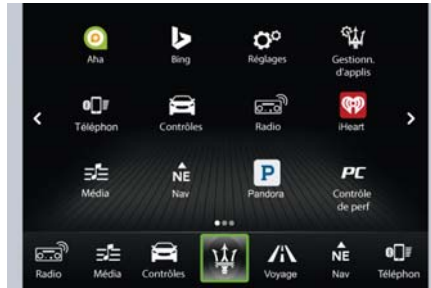 Aha Bing Réglages Gestionn. d'applis
Téléphon Contrôles Radio iHeart
NE
P
PC
Média Nav Pandora Contrôle de perf
NE
Radio Média Contrôles Voyage Nav Téléphon